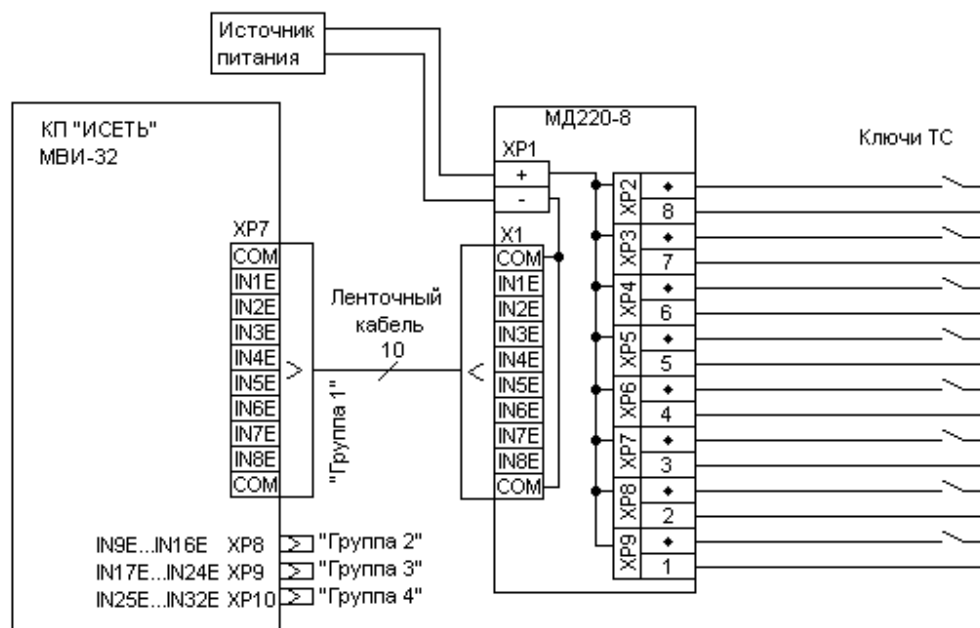 Источник
питания
КП "ИСЕТЬ"
МВИ-32
XP7
COM
IN1E
IN2E
IN3E
IN4E
IN5E
IN6E
IN7E
IN8E
COM
"Группа 1"
Ленточный
кабель
10
IN9E...IN16E XP8 "Группа 2"
IN17E...IN24E XP9 "Группа 3"
IN25E...IN32E XP10 "Группа 4"
МД220-8
XP1
+
-
X1
COM
IN1E
IN2E
IN3E
IN4E
IN5E
IN6E
IN7E
IN8E
COM
XP2
8
XP3
7
XP4
6
XP5
5
XP6
4
XP7
3
XP8
2
XP9
1
Ключи ТС